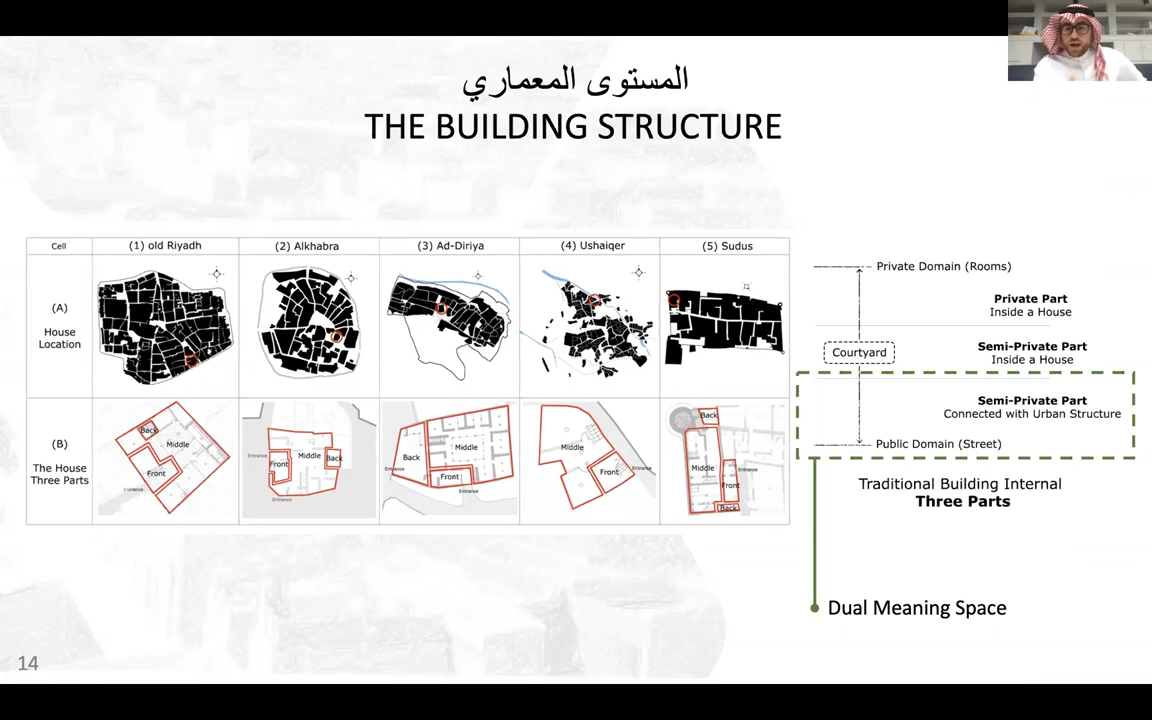 المستوى المعماري
THE BUILDING STRUCTURE
Cell
(1) old Riyadh
(2) Alkhabra
(3) Ad-Diriya
(4) Ushaiqer
(5) Sudus
(A)
House
Location
(B)
The House
Three Parts
Back
Middle
Front
Entrance
Entrance
Front
Middle
Back
Entrance
Back
Middle
Front
Entrance
Entrance
Middle
Front
Entrance
Back
Middle
Entrance
Front
Back
Private Domain (Rooms)
Private Part
Inside a House
Semi-Private Part
Inside a House
Courtyard
Semi-Private Part
Connected with Urban Structure
Public Domain (Street)
Traditional Building Internal
Three Parts
Dual Meaning Space
14